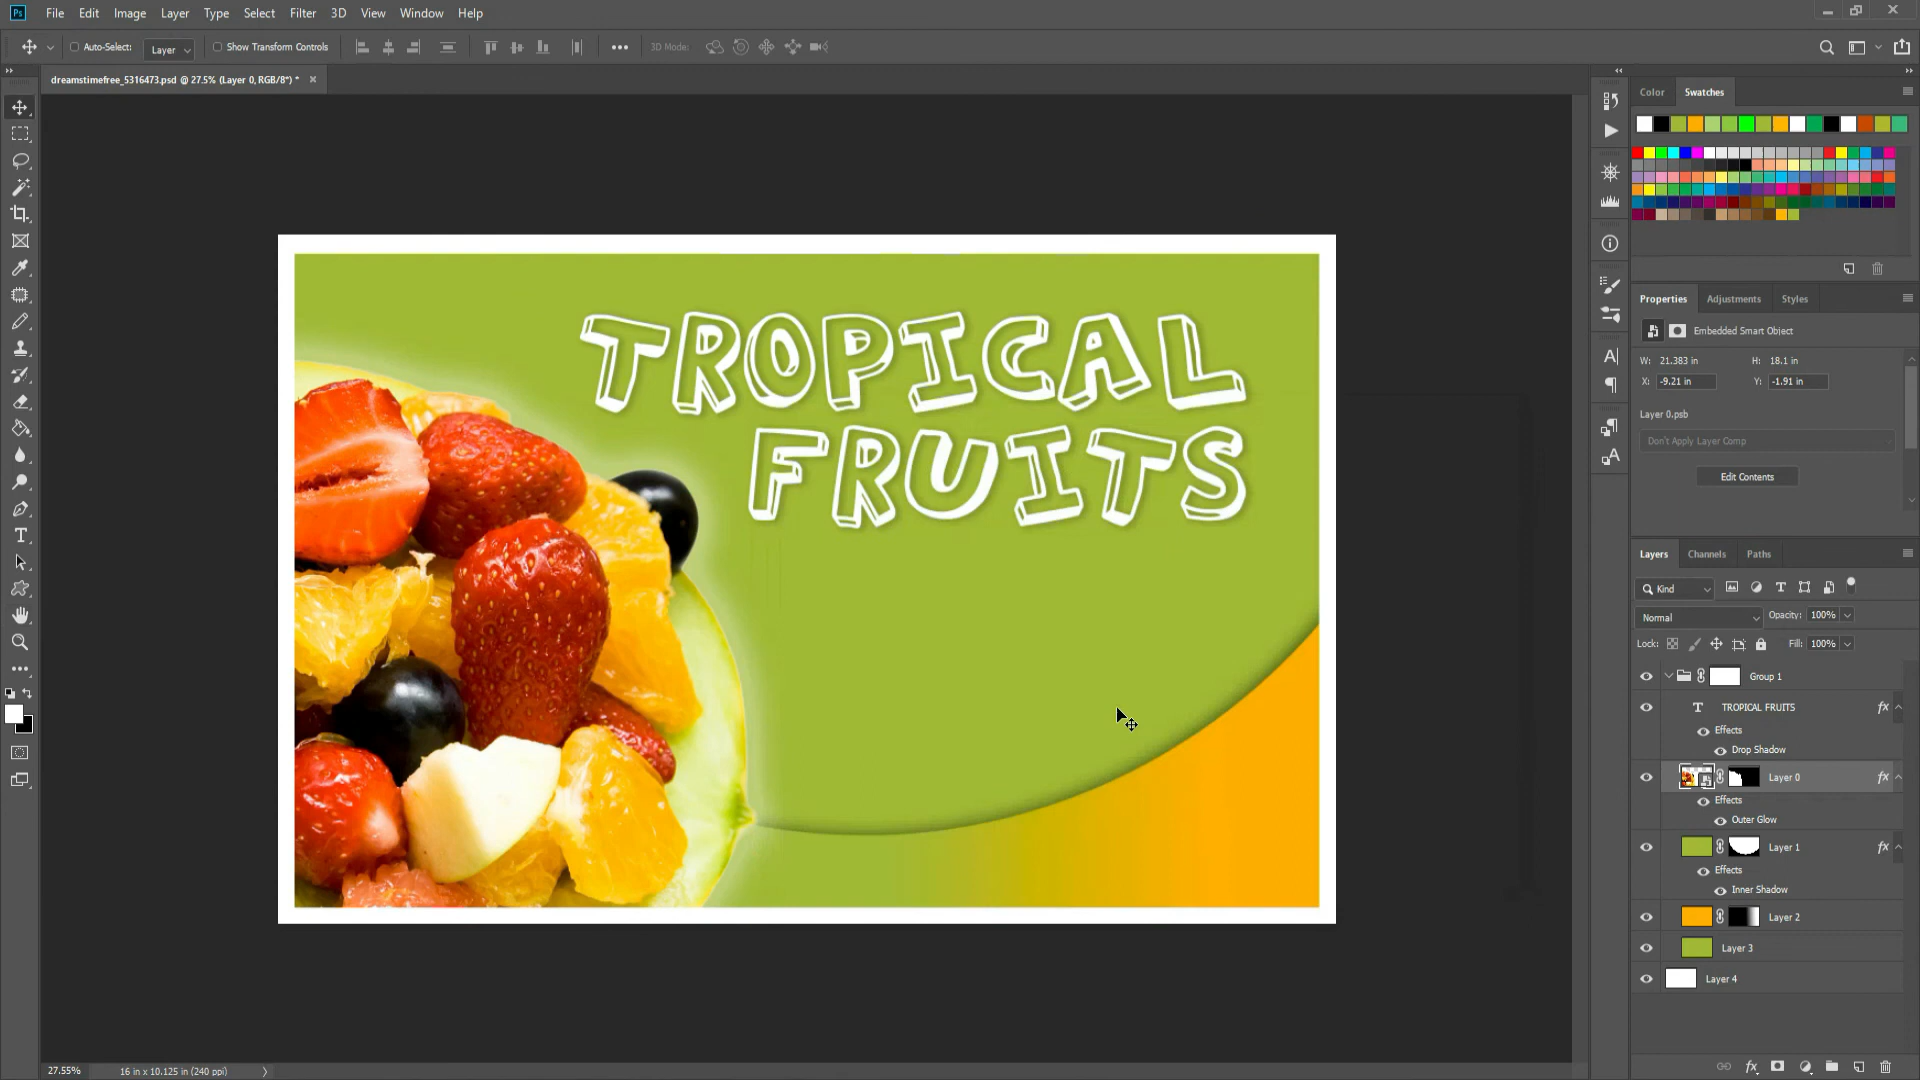 Ps File Edit Image Layer Type Select Filter 3D View Window Help
Auto-Select: Layer Show Transform Controls 3D Mode:
dreamstimefree_5316473.psd @ 27.5% (Layer 0, RGB/8*) *
Color Swatches
TROPICAL
FRUITS
Properties Adjustments Styles
Embedded Smart Object
W: 21.383 in H: 18.1 in
X: -9.21 in Y: -1.91 in
Layer 0.psb
Don't Apply Layer Comp
Edit Contents
Layers Channels Paths
Kind
Normal Opacity: 100%
Lock: Fill: 100%
Group 1
T TROPICAL FRUITS fx
Effects
Drop Shadow
Layer 0 fx
Effects
Outer Glow
Layer 1 fx
Effects
Inner Shadow
Layer 2
Layer 3
Layer 4
27.55% 16 in x 10.125 in (240 ppi)